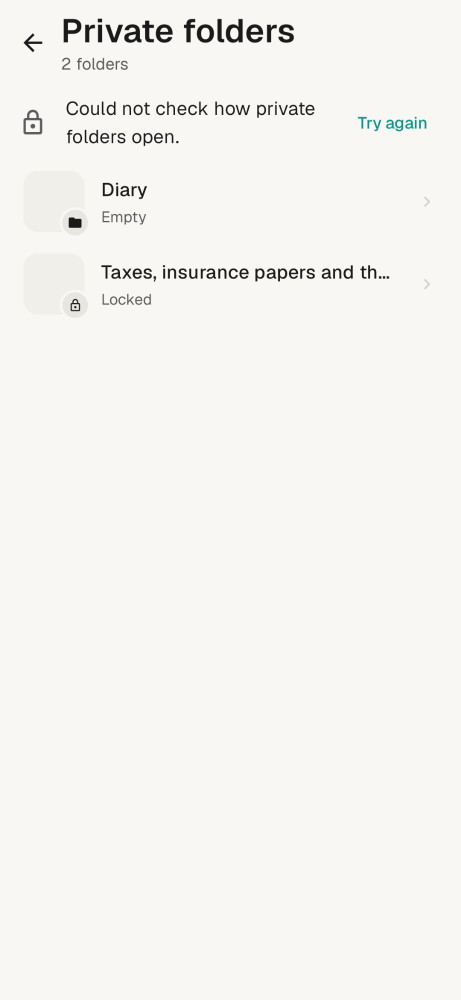 Private folders
2 folders
Could not check how private
folders open.
Try again
Diary
Empty
Taxes, insurance papers and th...
Locked